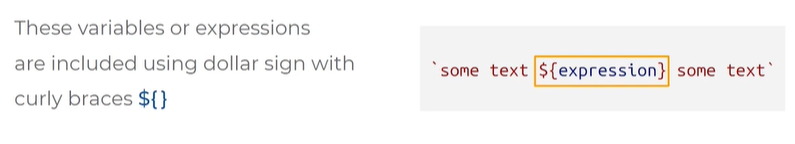 These variables or expressions
are included using dollar sign with
curly braces ${}
`some text ${expression} some text`